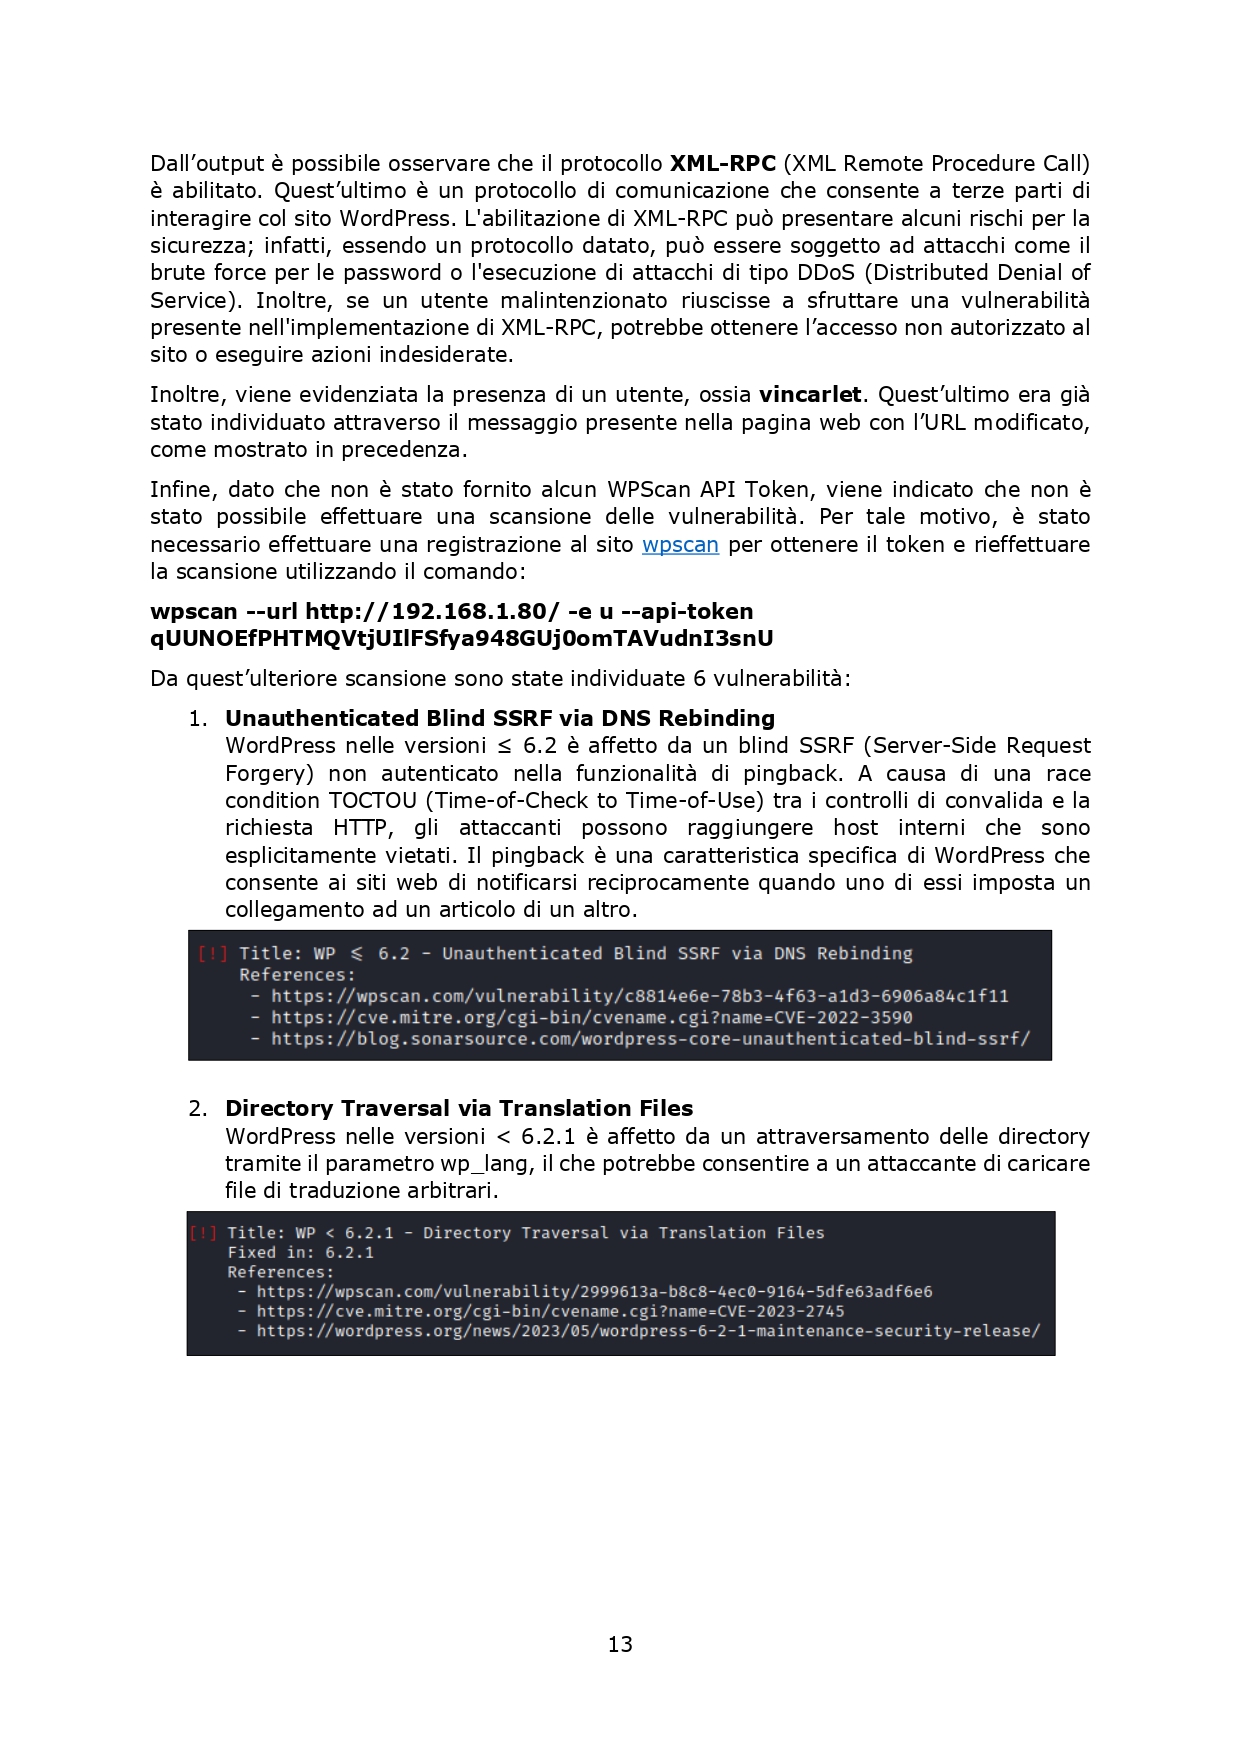 Dall’output è possibile osservare che il protocollo XML-RPC (XML Remote Procedure Call)
è abilitato. Quest’ultimo è un protocollo di comunicazione che consente a terze parti di
interagire col sito WordPress. L'abilitazione di XML-RPC può presentare alcuni rischi per la
sicurezza; infatti, essendo un protocollo datato, può essere soggetto ad attacchi come il
brute force per le password o l'esecuzione di attacchi di tipo DDoS (Distributed Denial of
Service). Inoltre, se un utente malintenzionato riuscisse a sfruttare una vulnerabilità
presente nell'implementazione di XML-RPC, potrebbe ottenere l’accesso non autorizzato al
sito o eseguire azioni indesiderate.
Inoltre, viene evidenziata la presenza di un utente, ossia vincarlet. Quest’ultimo era già
stato individuato attraverso il messaggio presente nella pagina web con l’URL modificato,
come mostrato in precedenza.
Infine, dato che non è stato fornito alcun WPScan API Token, viene indicato che non è
stato possibile effettuare una scansione delle vulnerabilità. Per tale motivo, è stato
necessario effettuare una registrazione al sito wpscan per ottenere il token e rieffettuare
la scansione utilizzando il comando:
wpscan --url http://192.168.1.80/ -e u --api-token
qUUNOEfPHTMQVtjUIlFSfya948GUj0omTAVudnI3snU
Da quest’ulteriore scansione sono state individuate 6 vulnerabilità:
1. Unauthenticated Blind SSRF via DNS Rebinding
WordPress nelle versioni ≤ 6.2 è affetto da un blind SSRF (Server-Side Request
Forgery) non autenticato nella funzionalità di pingback. A causa di una race
condition TOCTOU (Time-of-Check to Time-of-Use) tra i controlli di convalida e la
richiesta HTTP, gli attaccanti possono raggiungere host interni che sono
esplicitamente vietati. Il pingback è una caratteristica specifica di WordPress che
consente ai siti web di notificarsi reciprocamente quando uno di essi imposta un
collegamento ad un articolo di un altro.
[!] Title: WP ≤ 6.2 - Unauthenticated Blind SSRF via DNS Rebinding
References:
- https://wpscan.com/vulnerability/c8814e6e-78b3-4f63-a1d3-6906a84c1f11
- https://cve.mitre.org/cgi-bin/cvename.cgi?name=CVE-2022-3590
- https://blog.sonarsource.com/wordpress-core-unauthenticated-blind-ssrf/
2. Directory Traversal via Translation Files
WordPress nelle versioni < 6.2.1 è affetto da un attraversamento delle directory
tramite il parametro wp_lang, il che potrebbe consentire a un attaccante di caricare
file di traduzione arbitrari.
[!] Title: WP < 6.2.1 - Directory Traversal via Translation Files
Fixed in: 6.2.1
References:
- https://wpscan.com/vulnerability/2999613a-b8c8-4ec0-9164-5dfe63adf6e6
- https://cve.mitre.org/cgi-bin/cvename.cgi?name=CVE-2023-2745
- https://wordpress.org/news/2023/05/wordpress-6-2-1-maintenance-security-release/
13